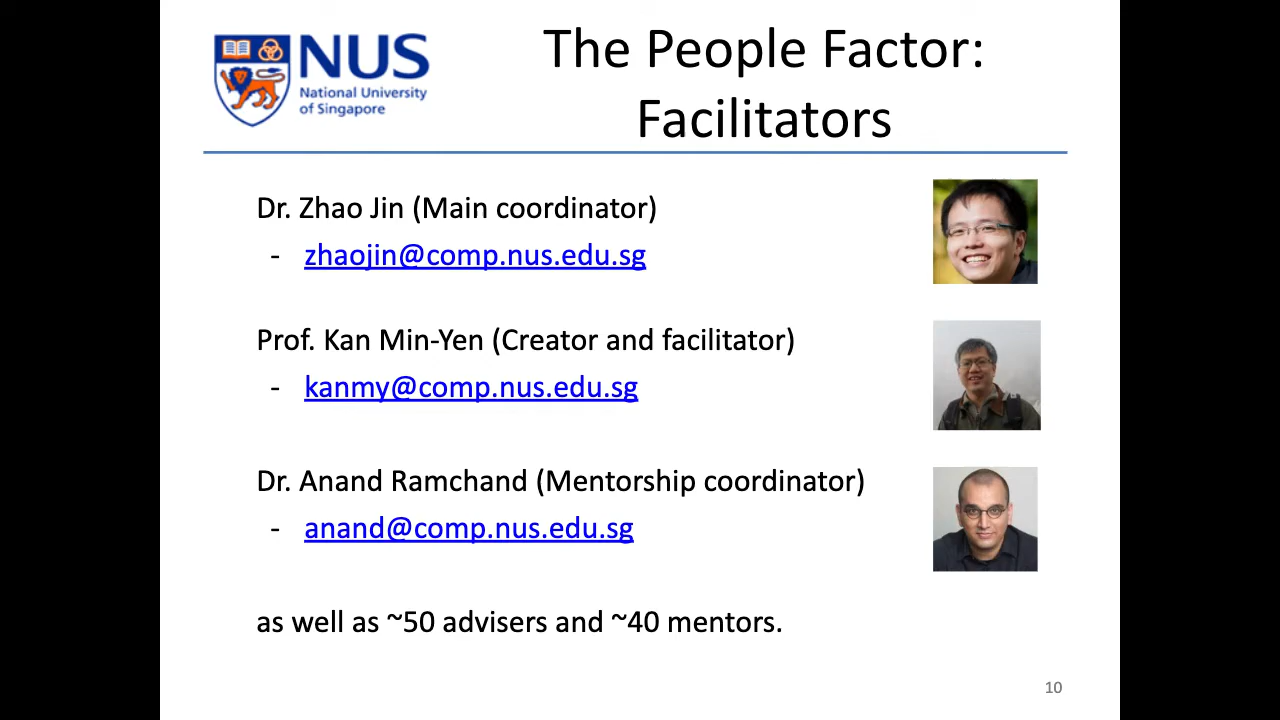 NUS
National University
of Singapore
The People Factor:
Facilitators
Dr. Zhao Jin (Main coordinator)
- zhaojin@comp.nus.edu.sg
Prof. Kan Min-Yen (Creator and facilitator)
- kanmy@comp.nus.edu.sg
Dr. Anand Ramchand (Mentorship coordinator)
- anand@comp.nus.edu.sg
as well as ~50 advisers and ~40 mentors.
10